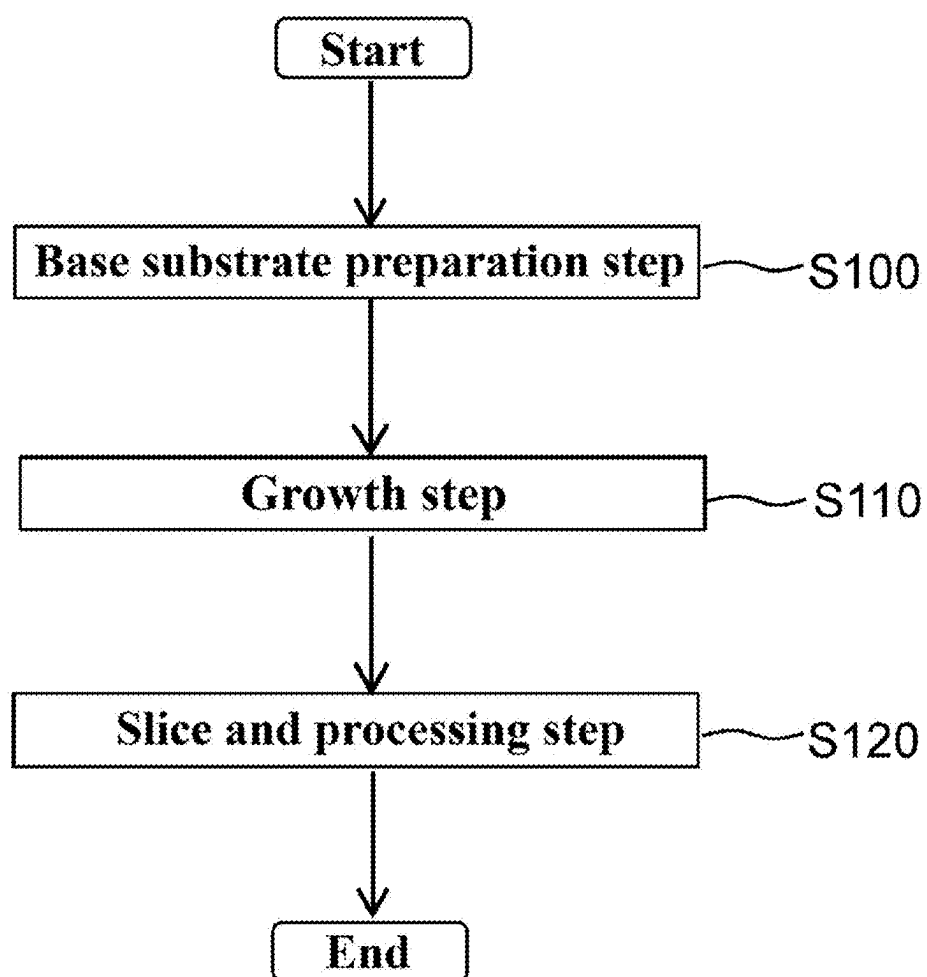 Start
Base substrate preparation step S100
Growth step S110
Slice and processing step S120
End